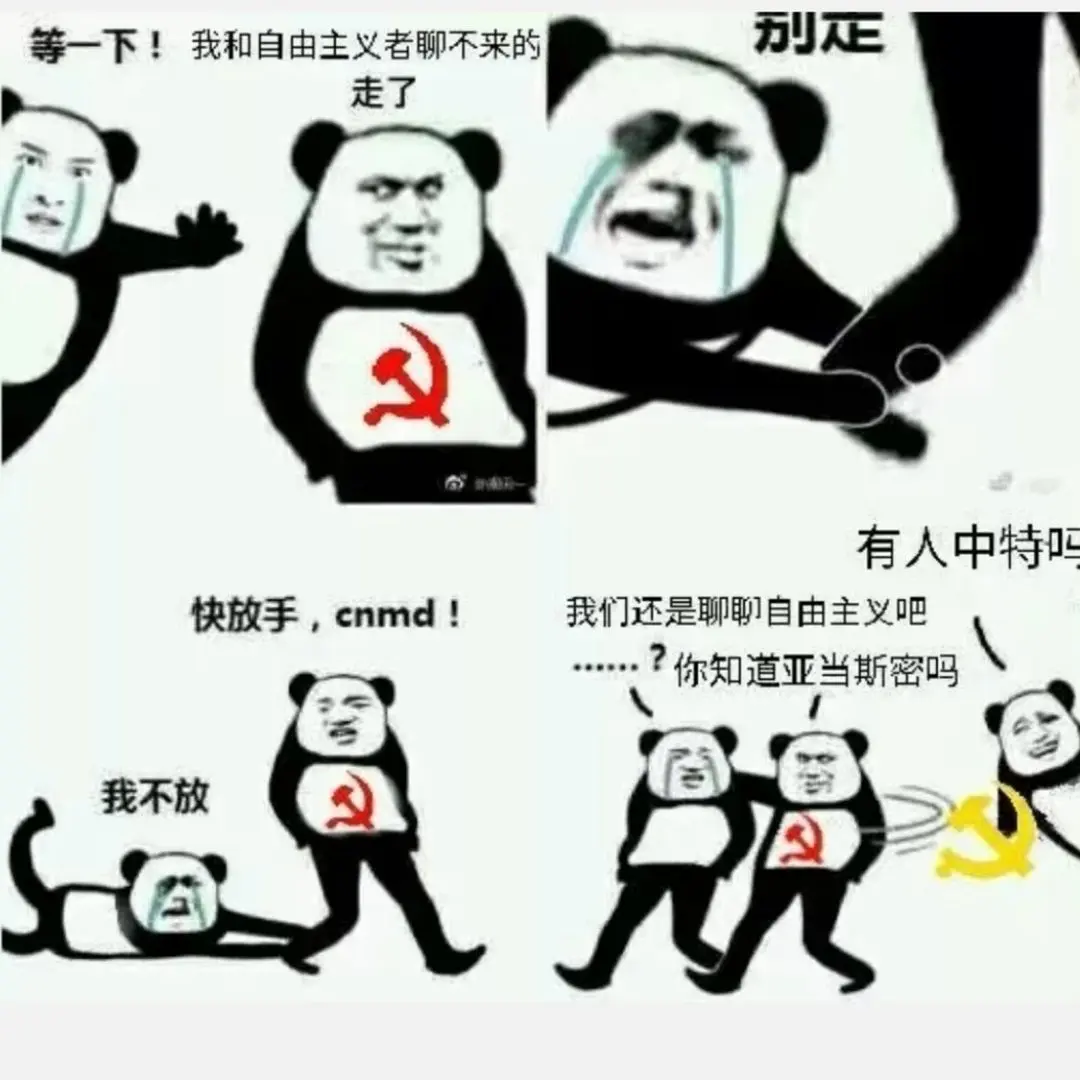 等一下！
我和自由主义者聊不来的
走了
别走
快放手，cnmd！
我不放
有人中特吗
我们还是聊聊自由主义吧
……？
你知道亚当斯密吗